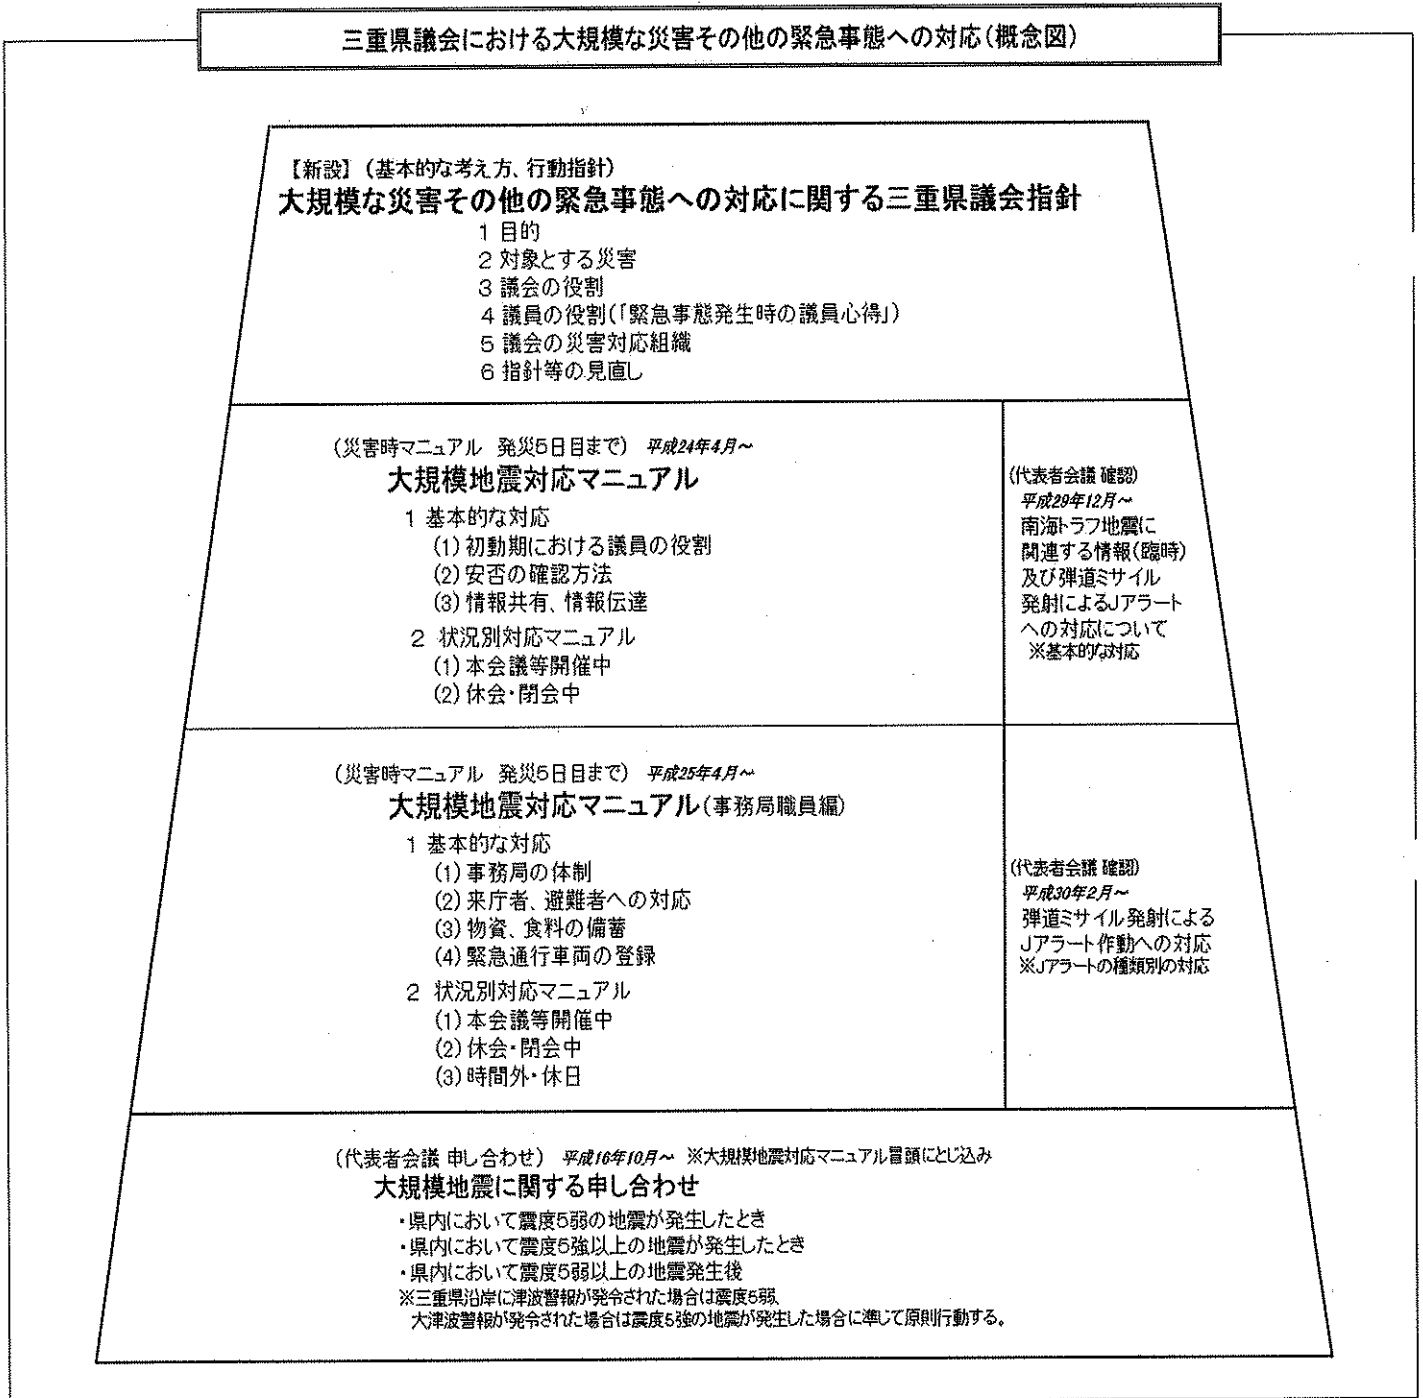 三重県議会における大規模な災害その他の緊急事態への対応(概念図)
【新設】(基本的な考え方、行動指針)
大規模な災害その他の緊急事態への対応に関する三重県議会指針
1 目的
2 対象とする災害
3 議会の役割
4 議員の役割(「緊急事態発生時の議員心得」)
5 議会の災害対応組織
6 指針等の見直し
(災害時マニュアル 発災5日目まで) 平成24年4月~
大規模地震対応マニュアル
1 基本的な対応
(1)初動期における議員の役割
(2)安否の確認方法
(3)情報共有、情報伝達
2 状況別対応マニュアル
(1)本会議等開催中
(2)休会・閉会中
(代表者会議 確認)
平成29年12月~
南海トラフ地震に
関連する情報(臨時)
及び弾道ミサイル
発射によるJアラート
への対応について
※基本的な対応
(災害時マニュアル 発災5日目まで) 平成25年4月~
大規模地震対応マニュアル(事務局職員編)
1 基本的な対応
(1)事務局の体制
(2)来庁者、避難者への対応
(3)物資、食料の備蓄
(4)緊急通行車両の登録
2 状況別対応マニュアル
(1)本会議等開催中
(2)休会・閉会中
(3)時間外・休日
(代表者会議 確認)
平成30年2月~
弾道ミサイル発射による
Jアラート作動への対応
※Jアラートの種類別の対応
(代表者会議 申し合わせ) 平成16年10月~ ※大規模地震対応マニュアル冒頭にとじ込み
大規模地震に関する申し合わせ
・県内において震度5弱の地震が発生したとき
・県内において震度5強以上の地震が発生したとき
・県内において震度5弱以上の地震発生後
※三重県沿岸に津波警報が発令された場合は震度5弱、
大津波警報が発令された場合は震度5強の地震が発生した場合に準じて原則行動する。